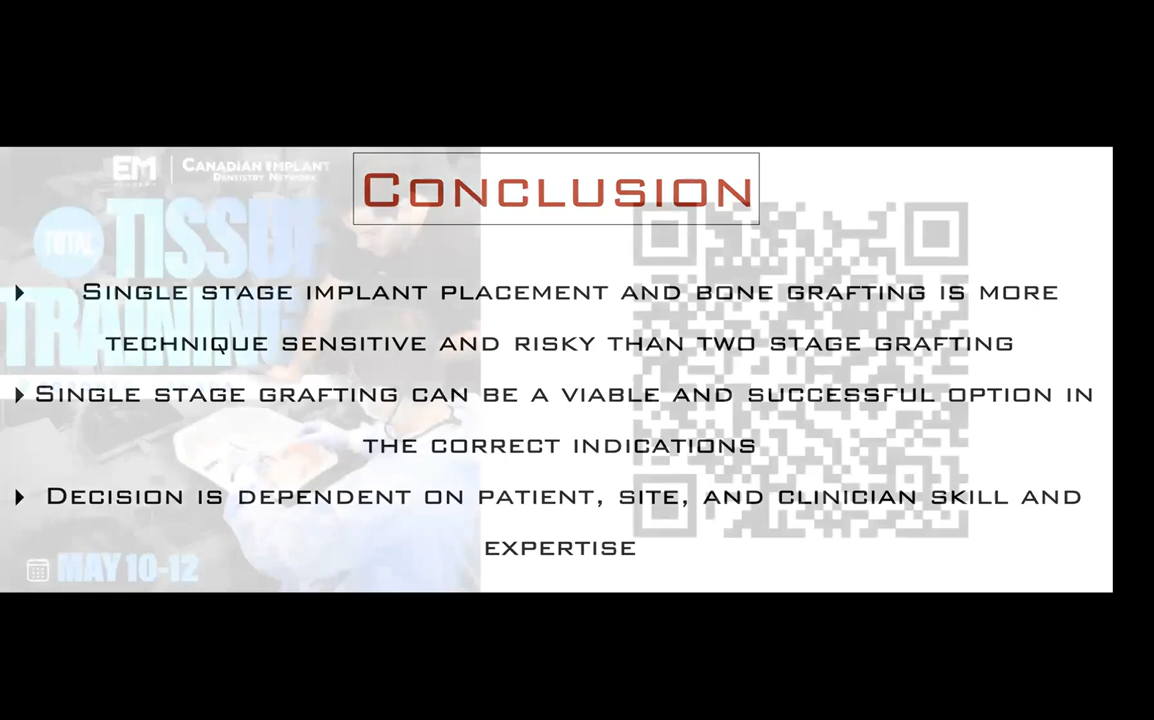 EM
ACADEMY
CANADIAN IMPLANT
DENTISTRY NETWORK
CONCLUSION
TOTAL
TISSUE
TRAINING
SINGLE STAGE IMPLANT PLACEMENT AND BONE GRAFTING IS MORE
TECHNIQUE SENSITIVE AND RISKY THAN TWO STAGE GRAFTING
SINGLE STAGE GRAFTING CAN BE A VIABLE AND SUCCESSFUL OPTION IN
THE CORRECT INDICATIONS
DECISION IS DEPENDENT ON PATIENT, SITE, AND CLINICIAN SKILL AND
EXPERTISE
MAY 10-12